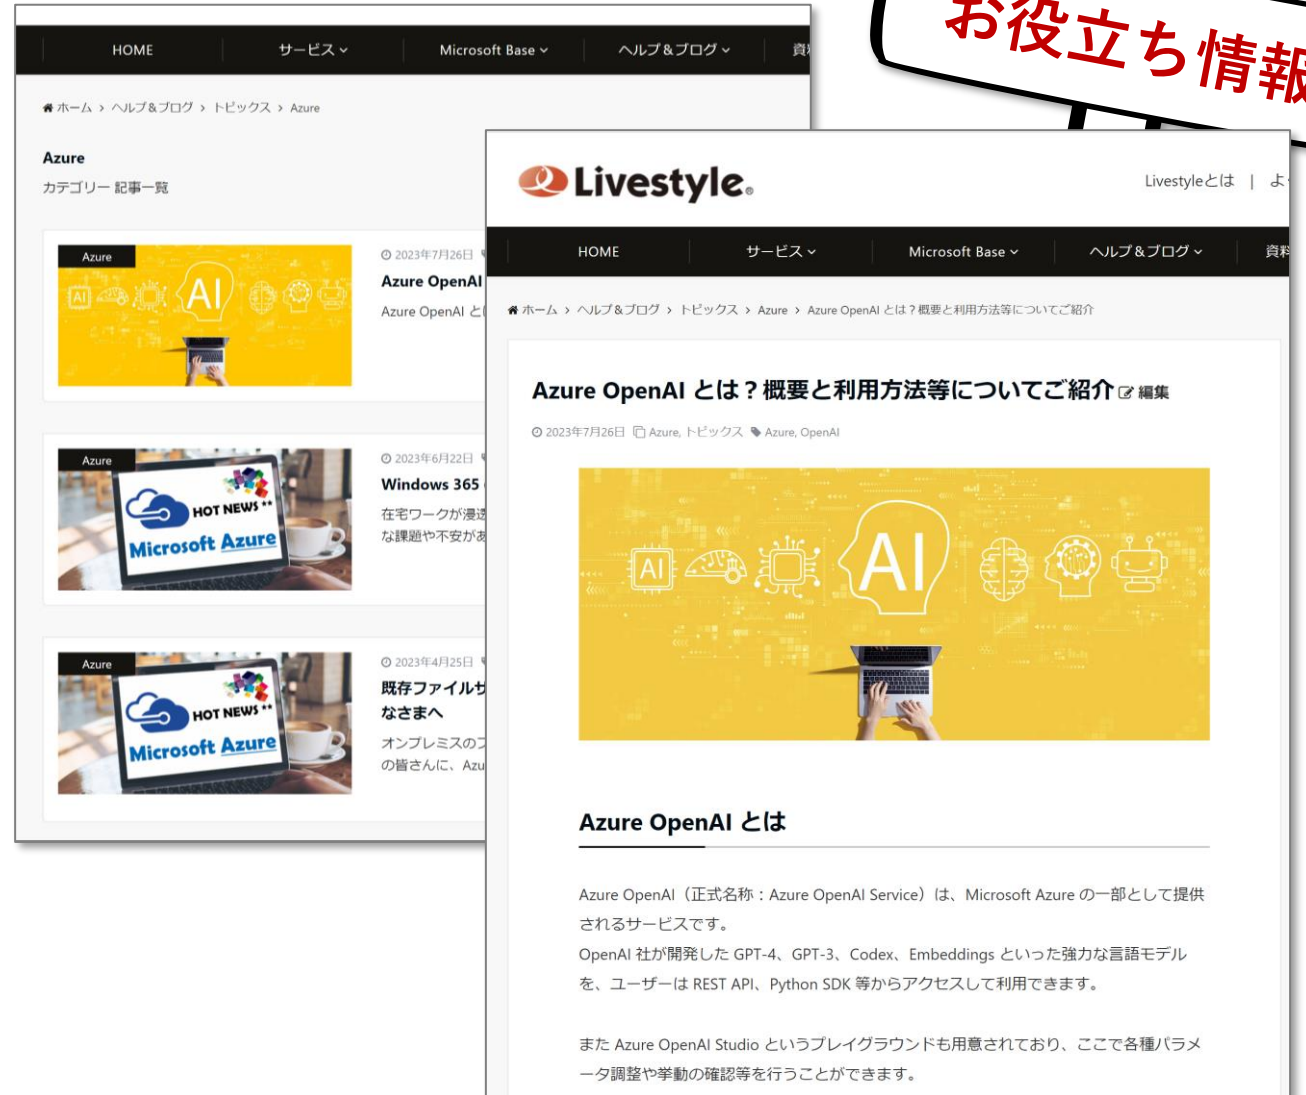 お役立ち情報
HOME
サービス
Microsoft Base
ヘルプ&ブログ
ホーム › ヘルプ&ブログ › トピックス › Azure
Azure
カテゴリー 記事一覧
Azure
AI
AI
2023年7月26日
Azure OpenAI
Azure OpenAI と
Azure
HOT NEWS **
Microsoft Azure
2023年6月22日
Windows 365
在宅ワークが浸透
な課題や不安があ
Azure
HOT NEWS **
Microsoft Azure
2023年4月25日
既存ファイルサ
なさまへ
オンプレミスのフ
の皆さんに、Azu
Livestyle
Livestyleとは | よ
HOME
サービス
Microsoft Base
ヘルプ&ブログ
資料
ホーム › ヘルプ&ブログ › トピックス › Azure › Azure OpenAI とは？概要と利用方法等についてご紹介
Azure OpenAI とは？概要と利用方法等についてご紹介 編集
2023年7月26日 Azure, トピックス Azure, OpenAI
AI
AI
Azure OpenAI とは
Azure OpenAI（正式名称：Azure OpenAI Service）は、Microsoft Azure の一部として提供
されるサービスです。
OpenAI 社が開発した GPT-4、GPT-3、Codex、Embeddings といった強力な言語モデル
を、ユーザーは REST API、Python SDK 等からアクセスして利用できます。
また Azure OpenAI Studio というプレイグラウンドも用意されており、ここで各種パラメ
ータ調整や挙動の確認等を行うことができます。